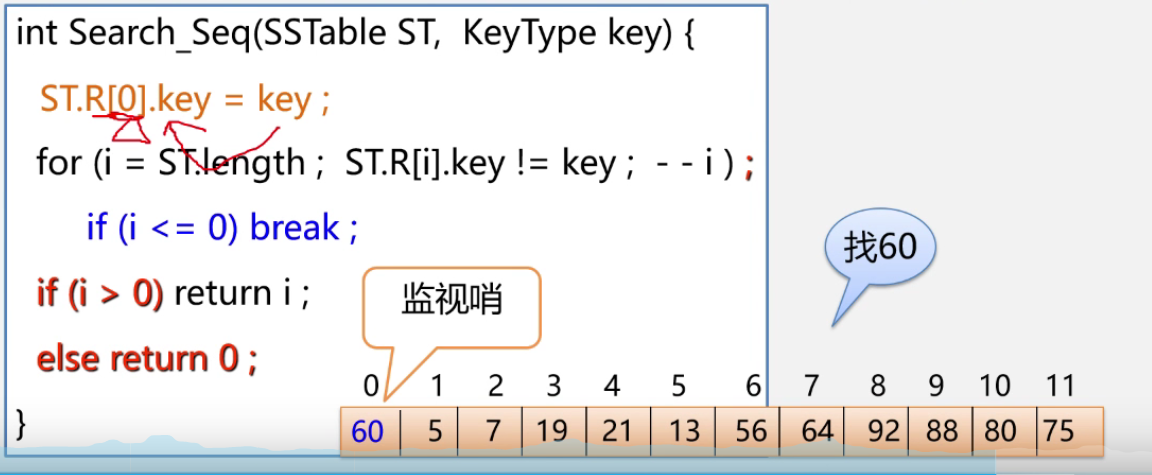 int Search_Seq(SSTable ST, KeyType key) {
ST.R[0].key = key ;
for (i = ST.length ; ST.R[i].key != key ; - - i ) ;
if (i <= 0) break ;
if (i > 0) return i ;
else return 0 ;
}
找60
监视哨
0 1 2 3 4 5 6 7 8 9 10 11
60 5 7 19 21 13 56 64 92 88 80 75